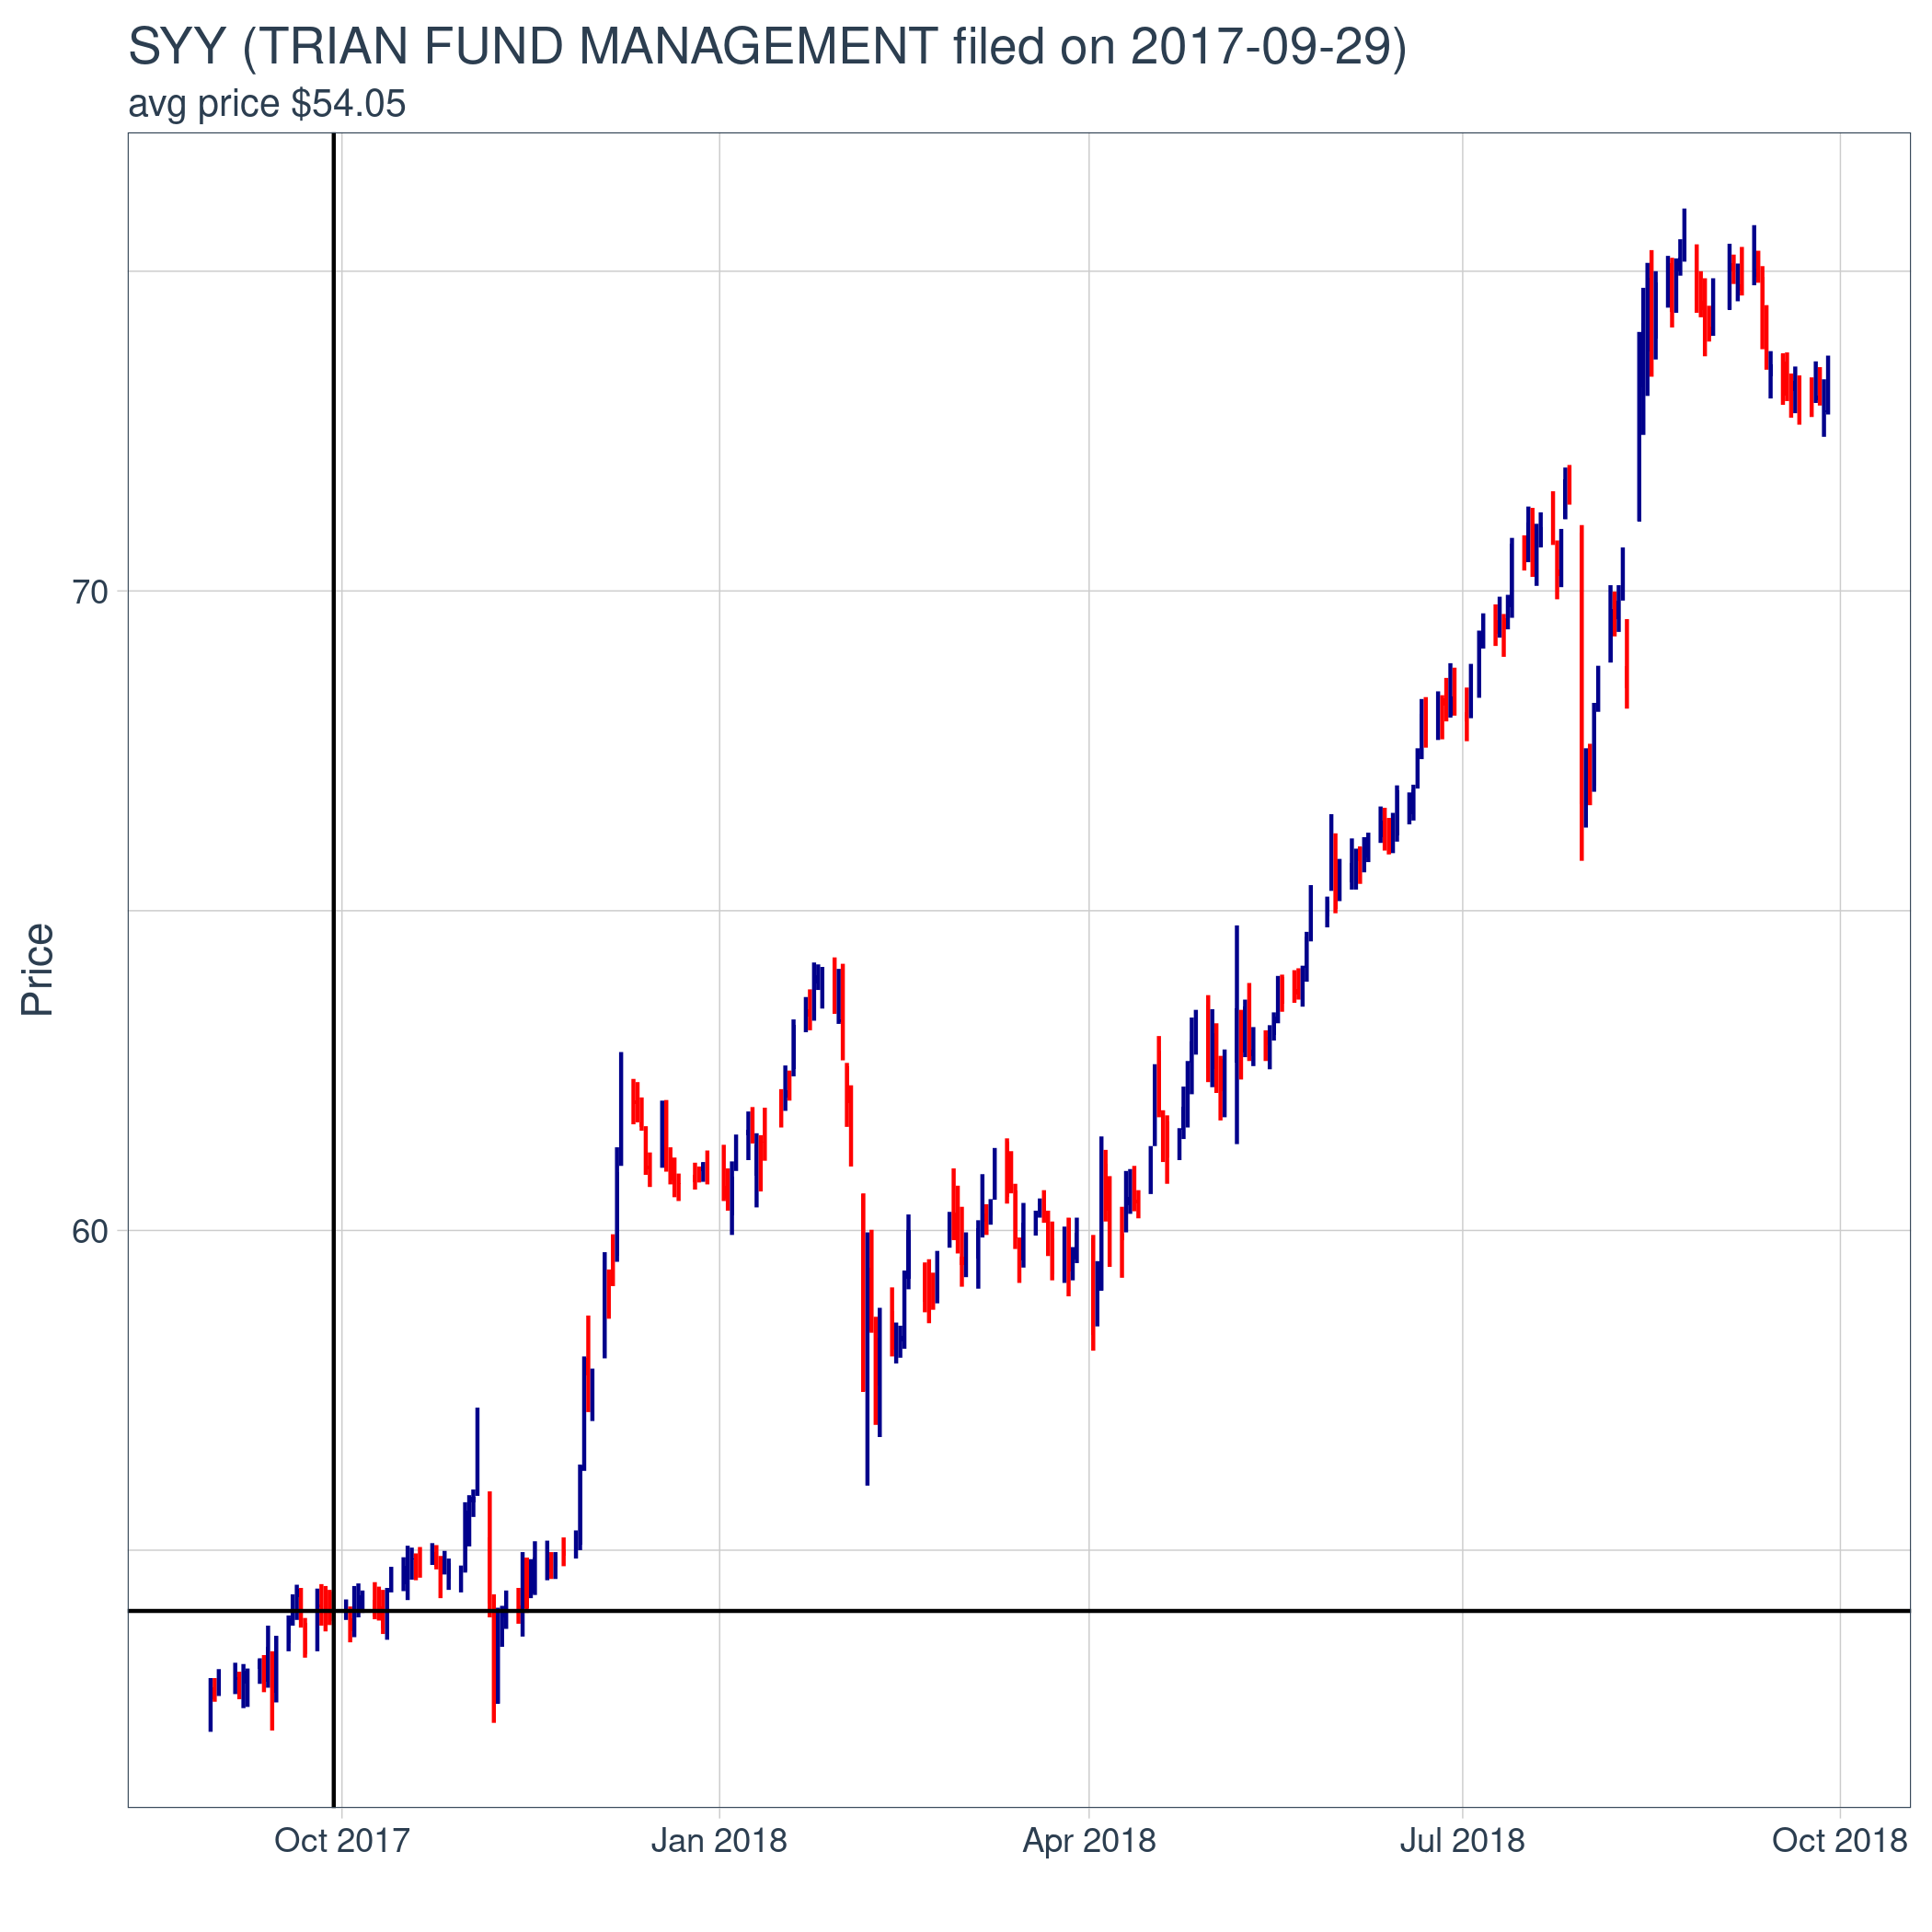 SYY (TRIAN FUND MANAGEMENT filed on 2017-09-29)
avg price $54.05
Price
70
60
Oct 2017 Jan 2018 Apr 2018 Jul 2018 Oct 2018